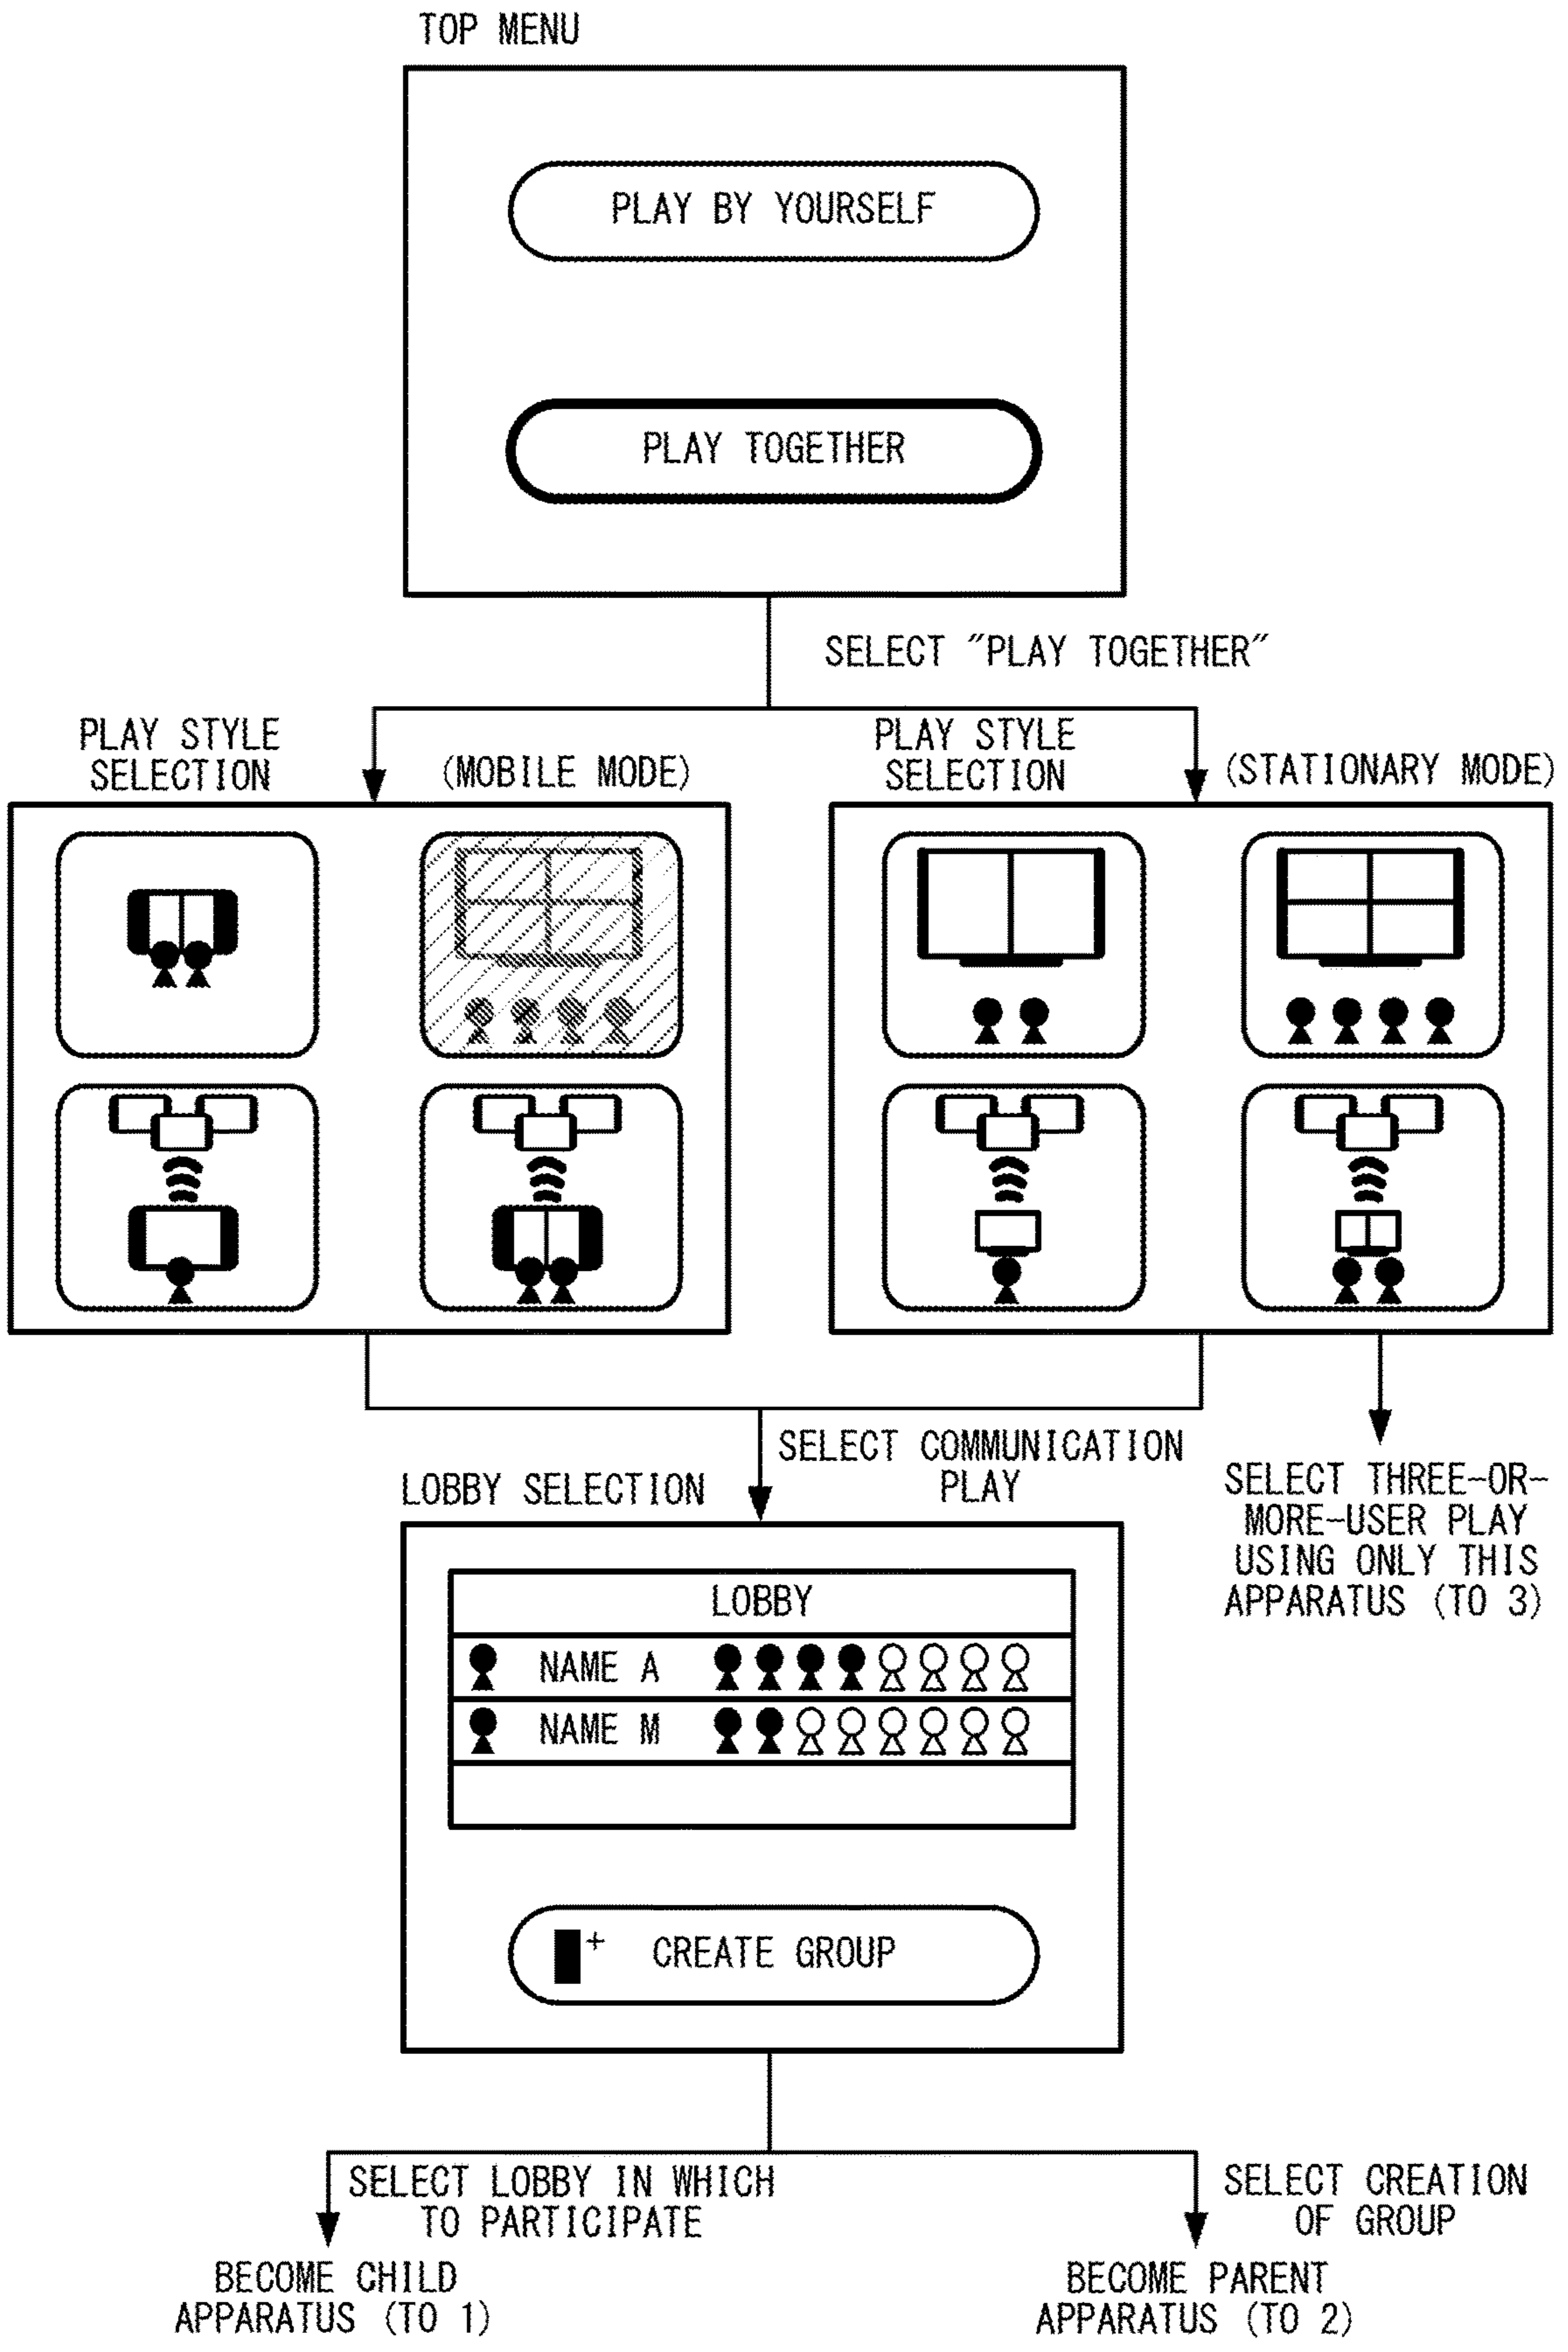 TOP MENU
PLAY BY YOURSELF
PLAY TOGETHER
SELECT "PLAY TOGETHER"
PLAY STYLE
SELECTION
(MOBILE MODE)
PLAY STYLE
SELECTION
(STATIONARY MODE)
SELECT COMMUNICATION
PLAY
LOBBY SELECTION
SELECT THREE-OR-
MORE-USER PLAY
USING ONLY THIS
APPARATUS (TO 3)
LOBBY
NAME A
NAME M
+ CREATE GROUP
SELECT LOBBY IN WHICH
TO PARTICIPATE
SELECT CREATION
OF GROUP
BECOME CHILD
APPARATUS (TO 1)
BECOME PARENT
APPARATUS (TO 2)